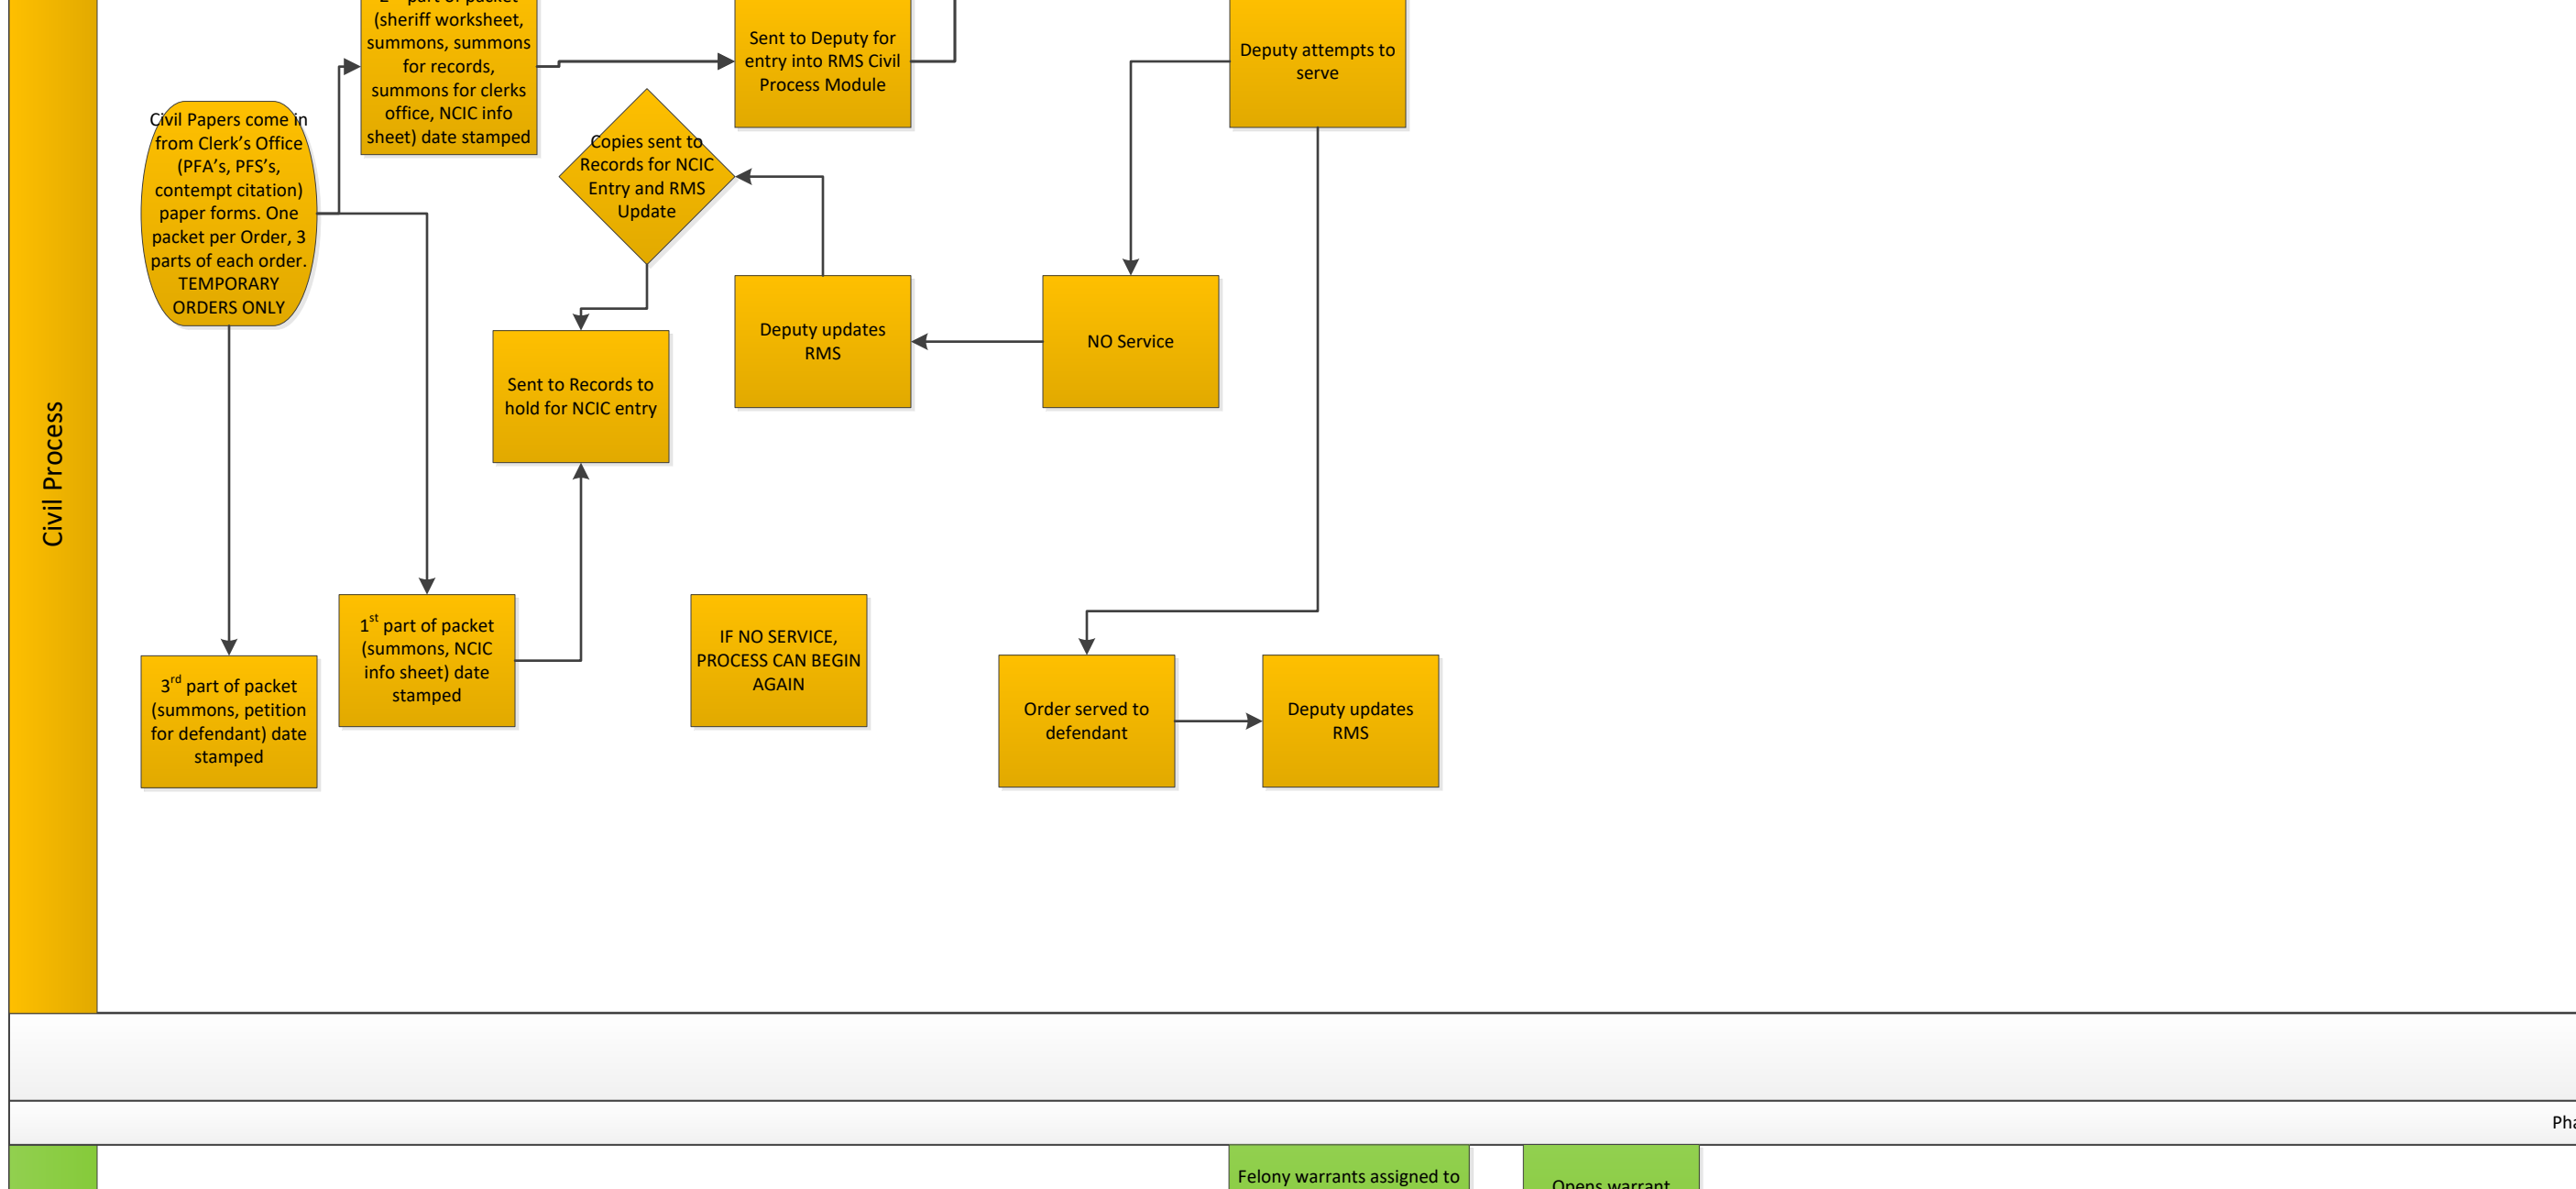 Civil Process
(sheriff worksheet,
summons, summons
for records,
summons for clerks
office, NCIC info
sheet) date stamped
Sent to Deputy for
entry into RMS Civil
Process Module
Deputy attempts to
serve
Civil Papers come in
from Clerk’s Office
(PFA’s, PFS’s,
contempt citation)
paper forms. One
packet per Order, 3
parts of each order.
TEMPORARY
ORDERS ONLY
Copies sent to
Records for NCIC
Entry and RMS
Update
Deputy updates
RMS
NO Service
Sent to Records to
hold for NCIC entry
1st part of packet
(summons, NCIC
info sheet) date
stamped
IF NO SERVICE,
PROCESS CAN BEGIN
AGAIN
3rd part of packet
(summons, petition
for defendant) date
stamped
Order served to
defendant
Deputy updates
RMS
Pha
Felony warrants assigned to
Opens warrant